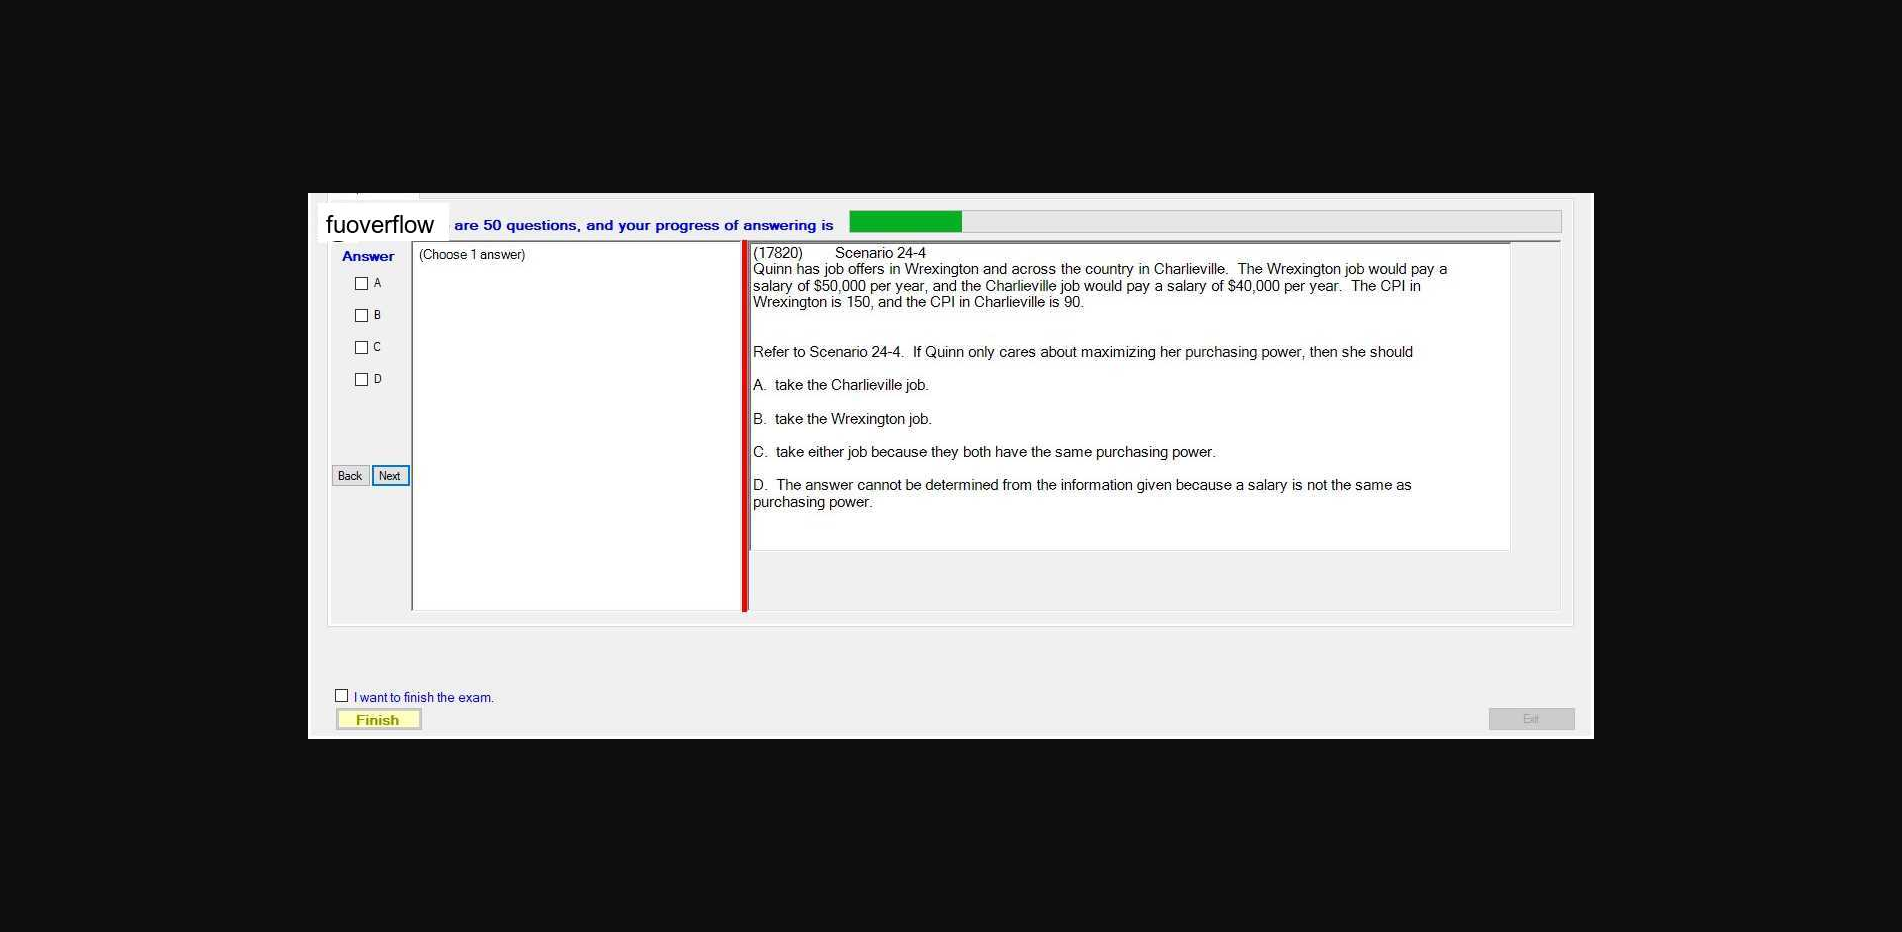 fuoverflow are 50 questions, and your progress of answering is
Answer
A
B
C
D
Back Next
(Choose 1 answer)
(17820) Scenario 24-4
Quinn has job offers in Wrexington and across the country in Charlieville. The Wrexington job would pay a
salary of $50,000 per year, and the Charlieville job would pay a salary of $40,000 per year. The CPI in
Wrexington is 150, and the CPI in Charlieville is 90.
Refer to Scenario 24-4. If Quinn only cares about maximizing her purchasing power, then she should
A. take the Charlieville job.
B. take the Wrexington job.
C. take either job because they both have the same purchasing power.
D. The answer cannot be determined from the information given because a salary is not the same as
purchasing power.
I want to finish the exam.
Finish
Exit